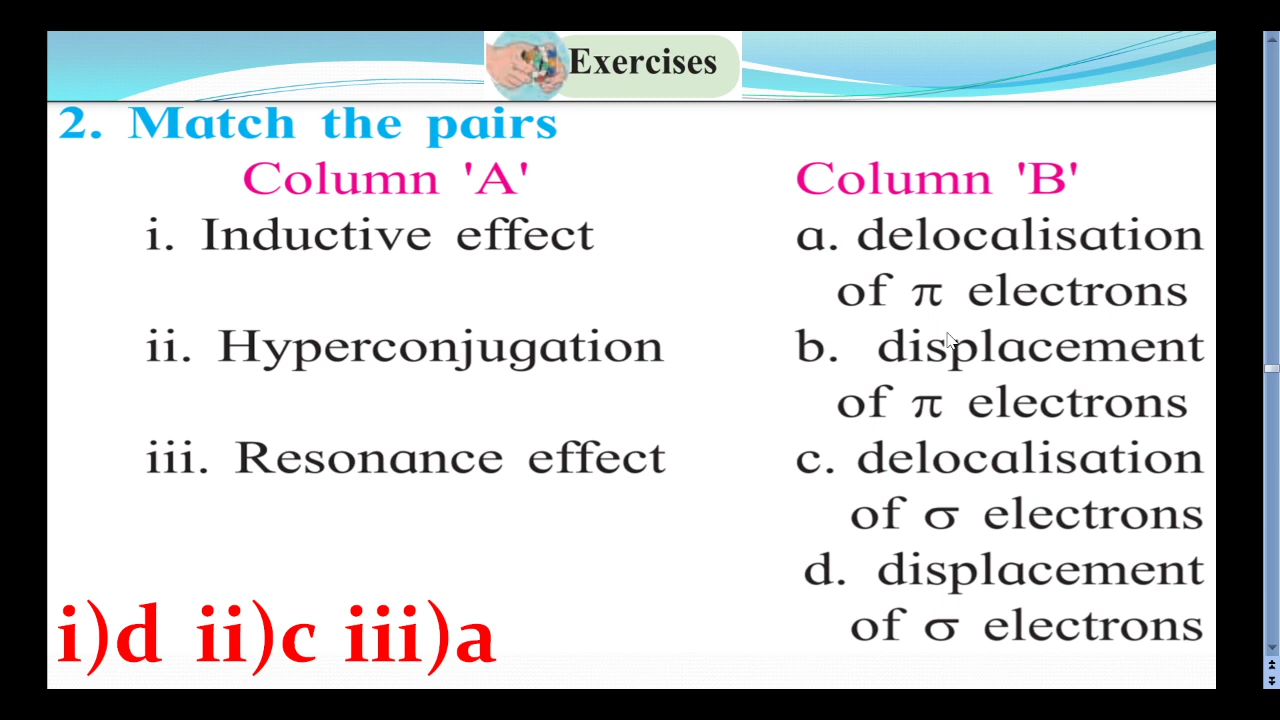 Exercises
2. Match the pairs
Column 'A' Column 'B'
i. Inductive effect a. delocalisation
of π electrons
ii. Hyperconjugation b. displacement
of π electrons
iii. Resonance effect c. delocalisation
of σ electrons
d. displacement
of σ electrons
i)d ii)c iii)a